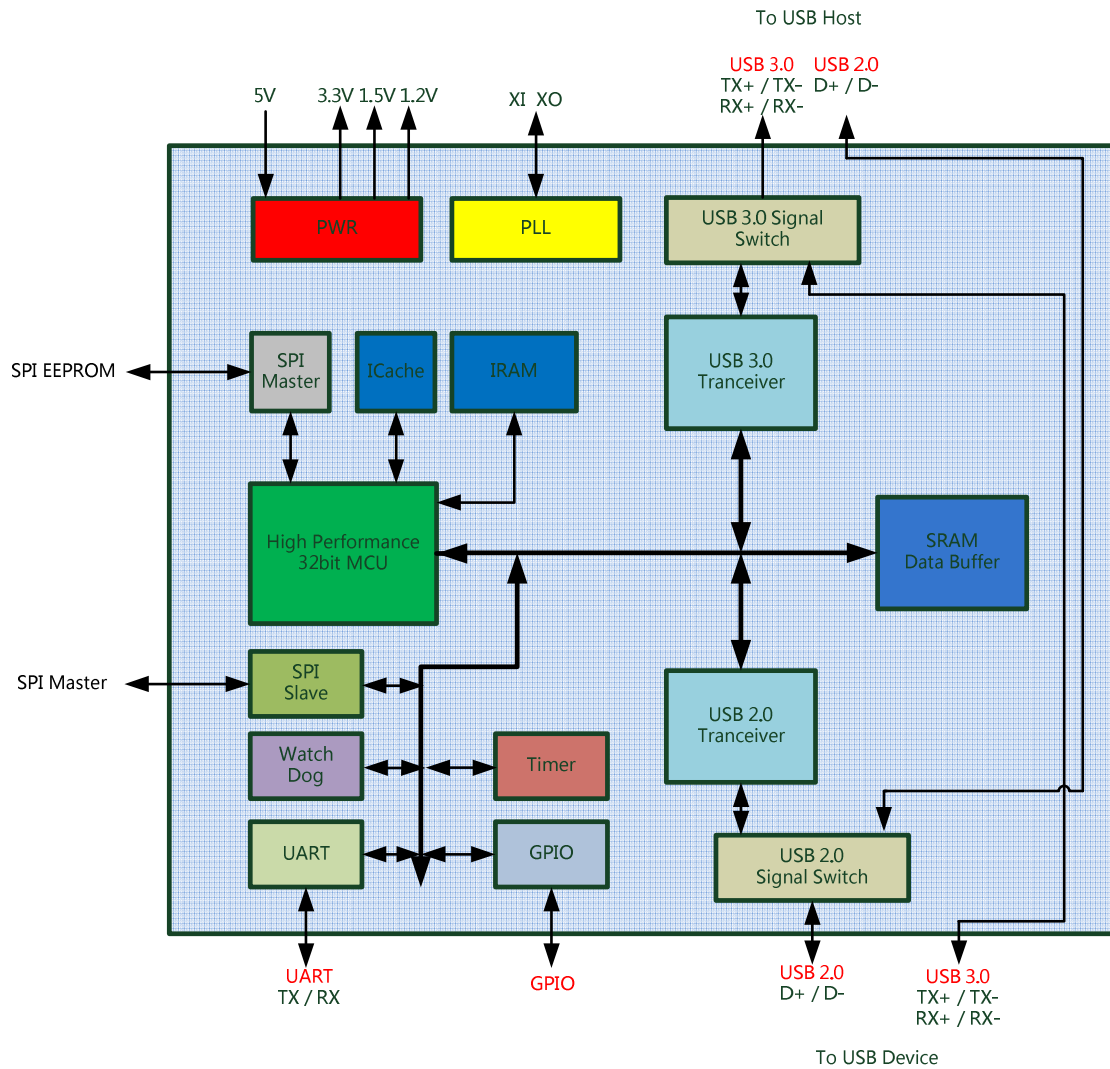 To USB Host
USB 3.0
TX+ / TX-
RX+ / RX-
USB 2.0
D+ / D-
5V
3.3V
1.5V
1.2V
XI XO
PWR
PLL
USB 3.0 Signal
Switch
SPI EEPROM
SPI
Master
ICache
IRAM
USB 3.0
Tranceiver
High Performance
32bit MCU
SRAM
Data Buffer
SPI Master
SPI
Slave
USB 2.0
Tranceiver
Watch
Dog
Timer
UART
GPIO
USB 2.0
Signal Switch
UART
TX / RX
GPIO
USB 2.0
D+ / D-
USB 3.0
TX+ / TX-
RX+ / RX-
To USB Device